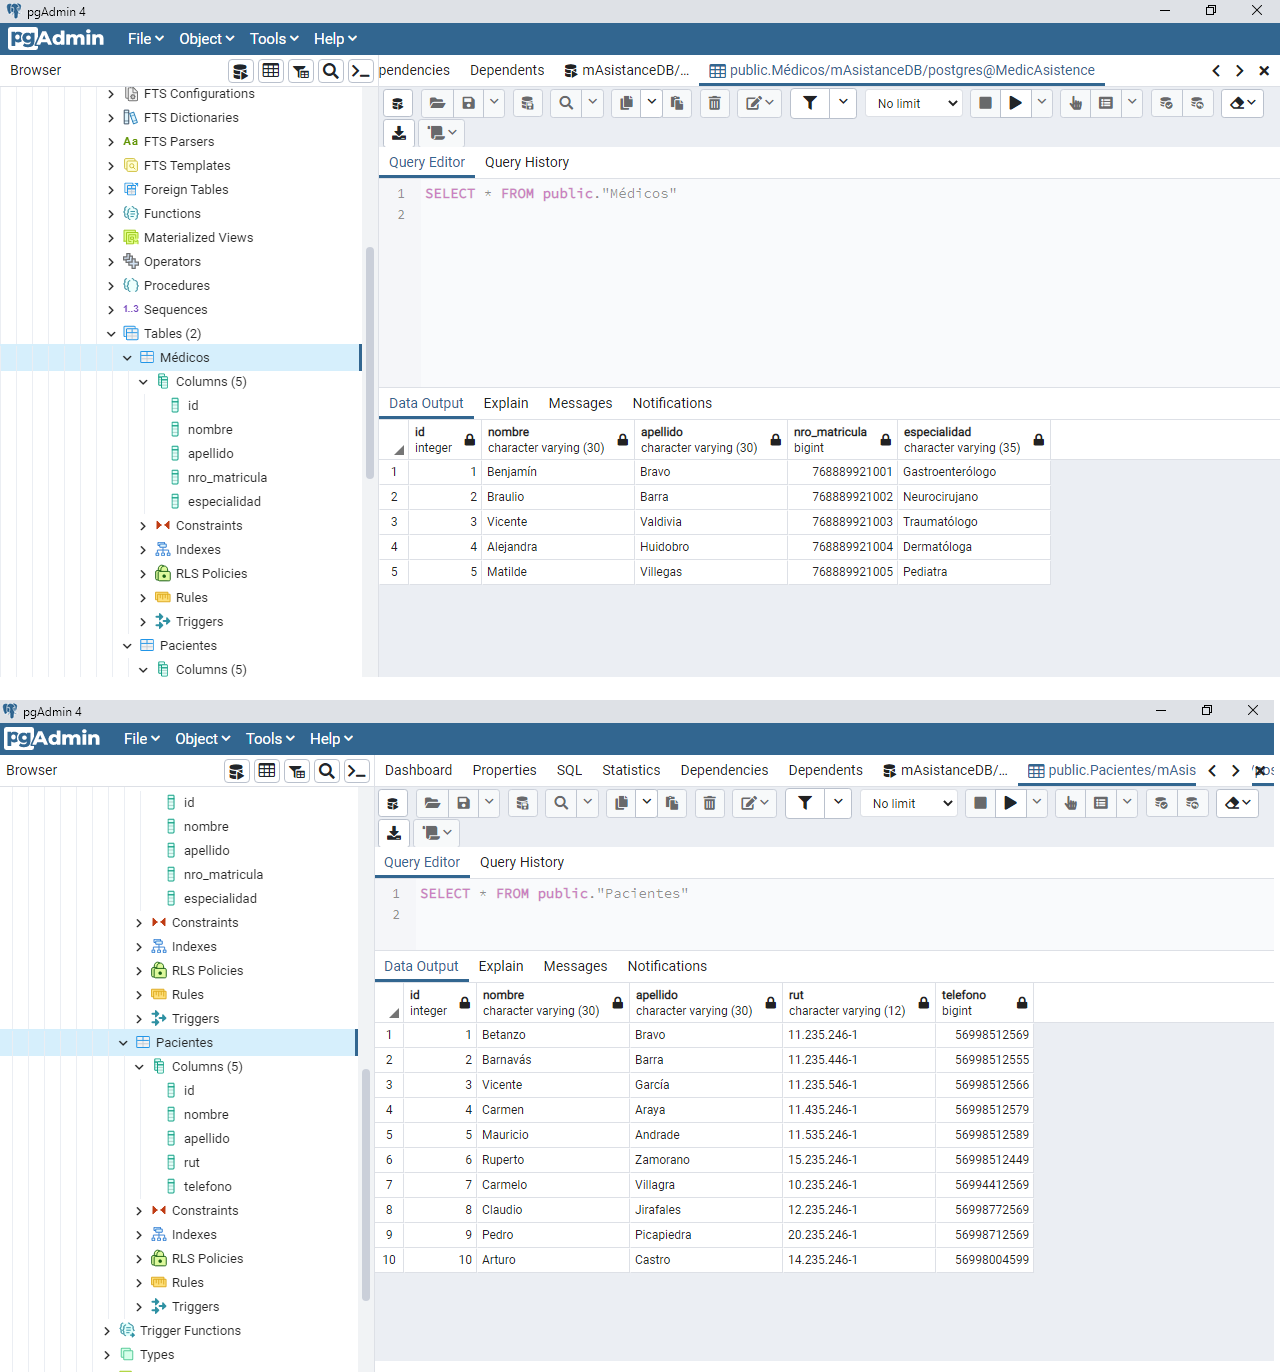 pgAdmin 4
pgAdmin File Object Tools Help
Browser
pendencies Dependents mAsistanceDB/... public.Médicos/mAsistanceDB/postgres@MedicAsistence
FTS Configurations
FTS Dictionaries
Aa FTS Parsers
FTS Templates
Foreign Tables
Functions
Materialized Views
Operators
Procedures
1..3 Sequences
Tables (2)
Médicos
Columns (5)
id
nombre
apellido
nro_matricula
especialidad
Constraints
Indexes
RLS Policies
Rules
Triggers
Pacientes
Columns (5)
No limit
Query Editor Query History
1 SELECT * FROM public."Médicos"
2
Data Output Explain Messages Notifications
id integer nombre character varying (30) apellido character varying (30) nro_matricula bigint especialidad character varying (35)
1 1 Benjamín Bravo 768889921001 Gastroenterólogo
2 2 Braulio Barra 768889921002 Neurocirujano
3 3 Vicente Valdivia 768889921003 Traumatólogo
4 4 Alejandra Huidobro 768889921004 Dermatóloga
5 5 Matilde Villegas 768889921005 Pediatra
pgAdmin 4
pgAdmin File Object Tools Help
Browser
Dashboard Properties SQL Statistics Dependencies Dependents mAsistanceDB/... public.Pacientes/mAsis
id
nombre
apellido
nro_matricula
especialidad
Constraints
Indexes
RLS Policies
Rules
Triggers
Pacientes
Columns (5)
id
nombre
apellido
rut
telefono
Constraints
Indexes
RLS Policies
Rules
Triggers
Trigger Functions
Types
No limit
Query Editor Query History
1 SELECT * FROM public."Pacientes"
2
Data Output Explain Messages Notifications
id integer nombre character varying (30) apellido character varying (30) rut character varying (12) telefono bigint
1 1 Betanzo Bravo 11.235.246-1 56998512569
2 2 Barnavás Barra 11.235.446-1 56998512555
3 3 Vicente García 11.235.546-1 56998512566
4 4 Carmen Araya 11.435.246-1 56998512579
5 5 Mauricio Andrade 11.535.246-1 56998512589
6 6 Ruperto Zamorano 15.235.246-1 56998512449
7 7 Carmelo Villagra 10.235.246-1 56994412569
8 8 Claudio Jirafales 12.235.246-1 56998772569
9 9 Pedro Picapiedra 20.235.246-1 56998712569
10 10 Arturo Castro 14.235.246-1 56998004599